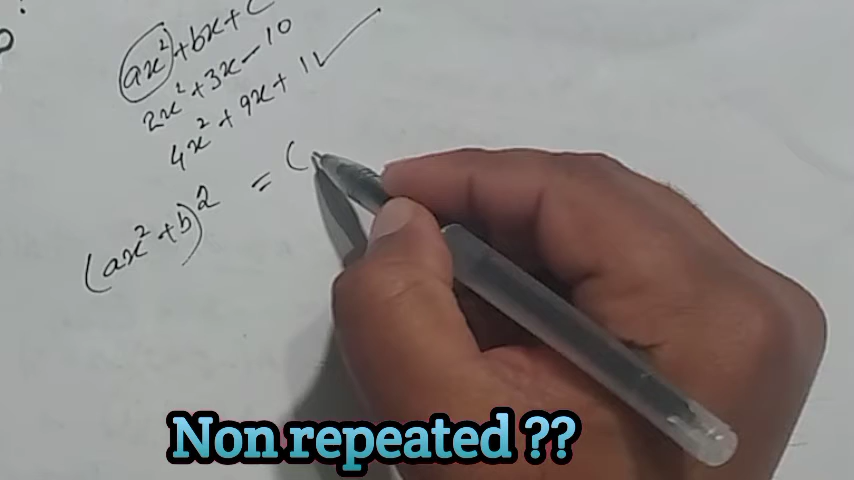 ax² + bx + C
2x² + 3x - 10
4x² + 9x + 11 ✓
(ax² + b)² = (
Non repeated ??